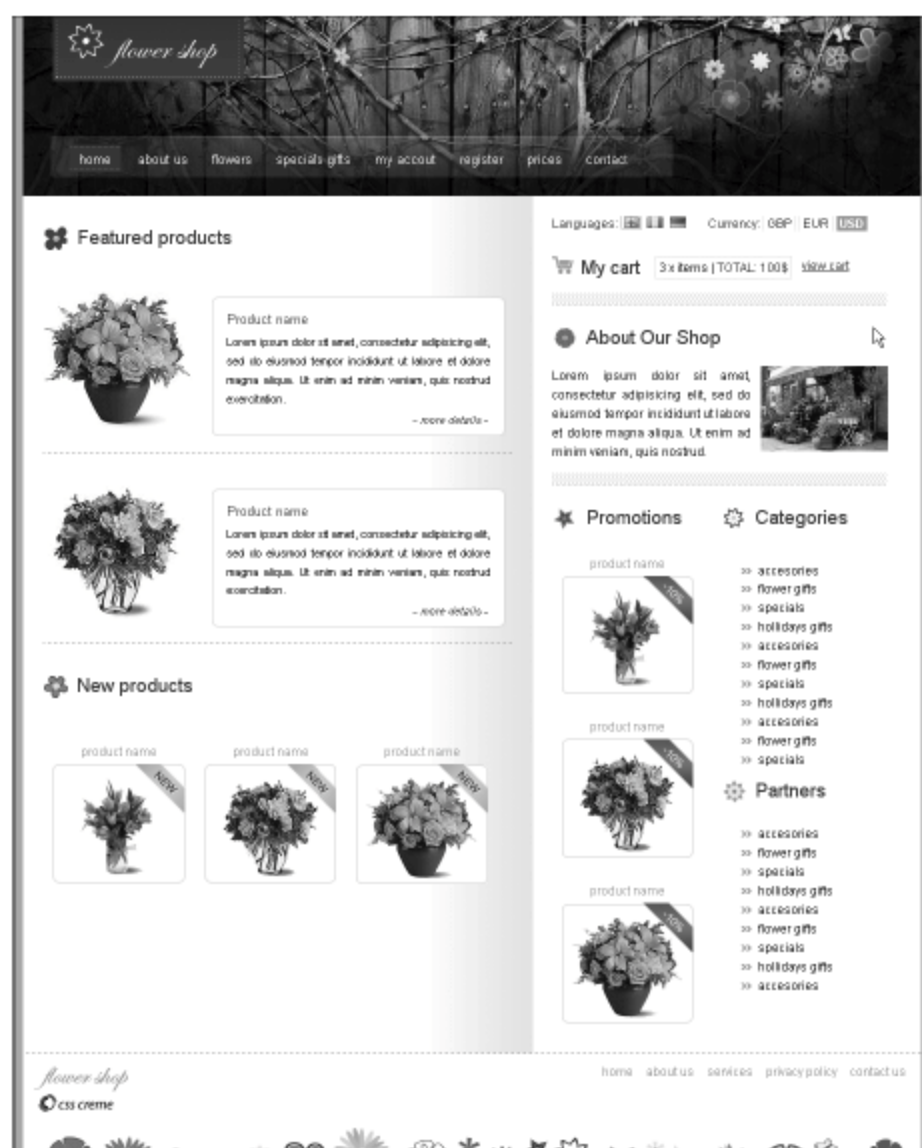 flower shop
home about us flowers specials gifts my accout register prices contact
Featured products
Product name
Lorem ipsum dolor sit amet, consectetur adipisicing elit,
sed do eiusmod tempor incididunt ut labore et dolore
magna aliqua. Ut enim ad minim veniam, quis nostrud
exercitation.
- more details -
Product name
Lorem ipsum dolor sit amet, consectetur adipisicing elit,
sed do eiusmod tempor incididunt ut labore et dolore
magna aliqua. Ut enim ad minim veniam, quis nostrud
exercitation.
- more details -
New products
product name product name product name
NEW NEW NEW
Languages: Currency: GBP EUR USD
My cart 3 x items | TOTAL: 100$ view cart
About Our Shop
Lorem ipsum dolor sit amet,
consectetur adipisicing elit, sed do
eiusmod tempor incididunt ut labore
et dolore magna aliqua. Ut enim ad
minim veniam, quis nostrud.
Promotions
product name
-10%
product name
-10%
product name
-10%
Categories
>> accesories
>> flower gifts
>> specials
>> hollidays gifts
>> accesories
>> flower gifts
>> specials
>> hollidays gifts
>> accesories
>> flower gifts
>> specials
Partners
>> accesories
>> flower gifts
>> specials
>> hollidays gifts
>> accesories
>> flower gifts
>> specials
>> hollidays gifts
>> accesories
flower shop
css creme
home about us services privacy policy contact us